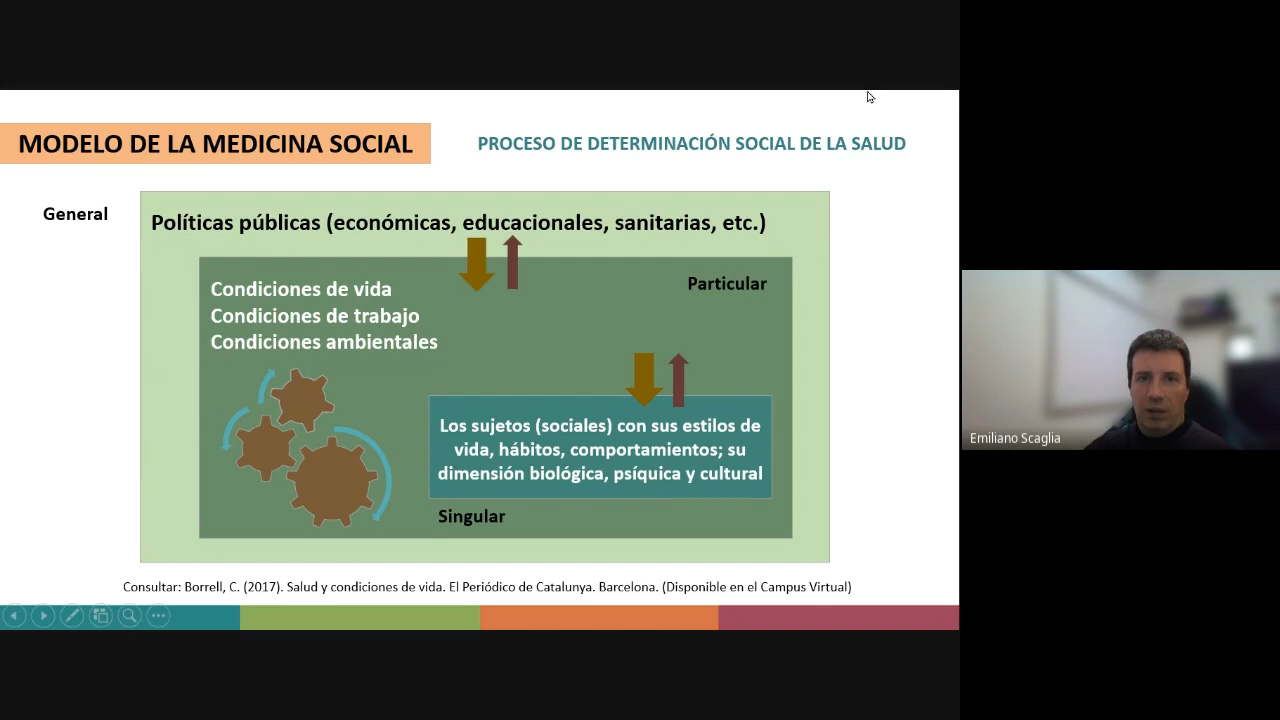 MODELO DE LA MEDICINA SOCIAL
PROCESO DE DETERMINACIÓN SOCIAL DE LA SALUD
General
Políticas públicas (económicas, educacionales, sanitarias, etc.)
Condiciones de vida
Condiciones de trabajo
Condiciones ambientales
Particular
Los sujetos (sociales) con sus estilos de
vida, hábitos, comportamientos; su
dimensión biológica, psíquica y cultural
Singular
Consultar: Borrell, C. (2017). Salud y condiciones de vida. El Periódico de Catalunya. Barcelona. (Disponible en el Campus Virtual)
Emiliano Scaglia